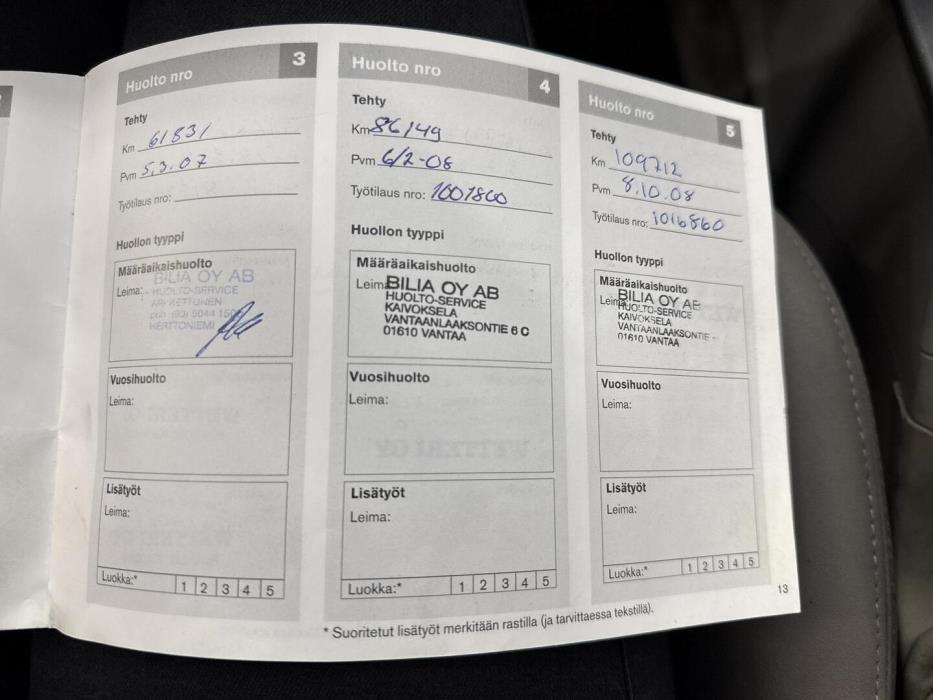 Huolto nro 3
Tehty
Km 61831
Pvm 5.3.07
Työtilaus nro:
Huollon tyyppi
Määräaikaishuolto
BILIA OY AB
Leima: HUOLTO-SERVICE
ARI KETTUNEN
HERTTONIEMI
Vuosihuolto
Leima:
Lisätyöt
Leima:
Luokka:* 1 2 3 4 5
Huolto nro 4
Tehty
Km 86149
Pvm 6/2-08
Työtilaus nro: 1001860
Huollon tyyppi
Määräaikaishuolto
Leima: BILIA OY AB
HUOLTO-SERVICE
KAIVOKSELA
VANTAANLAAKSONTIE 6 C
01610 VANTAA
Vuosihuolto
Leima:
Lisätyöt
Leima:
Luokka:* 1 2 3 4 5
Huolto nro 5
Tehty
Km 109712
Pvm 8.10.08
Työtilaus nro: 1016860
Huollon tyyppi
Määräaikaishuolto
Leima: BILIA OY AB
HUOLTO-SERVICE
KAIVOKSELA
VANTAANLAAKSONTIE
01610 VANTAA
Vuosihuolto
Leima:
Lisätyöt
Leima:
Luokka:* 1 2 3 4 5
13
* Suoritetut lisätyöt merkitään rastilla (ja tarvittaessa tekstillä).